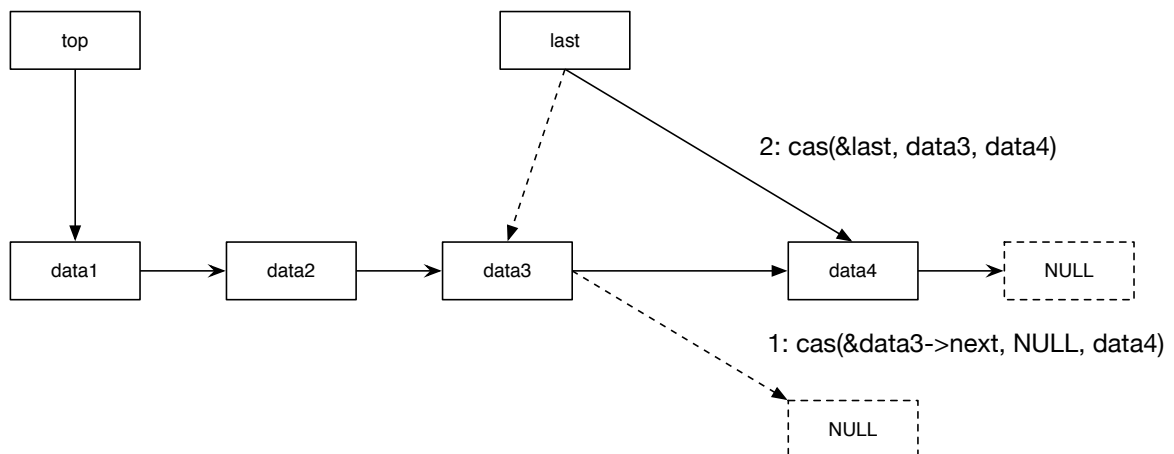 top
last
2: cas(&last, data3, data4)
data1
data2
data3
data4
NULL
1: cas(&data3->next, NULL, data4)
NULL